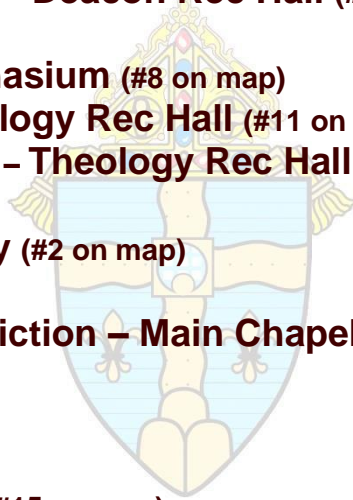 Deacon Rec Hall
asium (#8 on map)
logy Rec Hall (#11 on
– Theology Rec Hall
y (#2 on map)
iction – Main Chapel